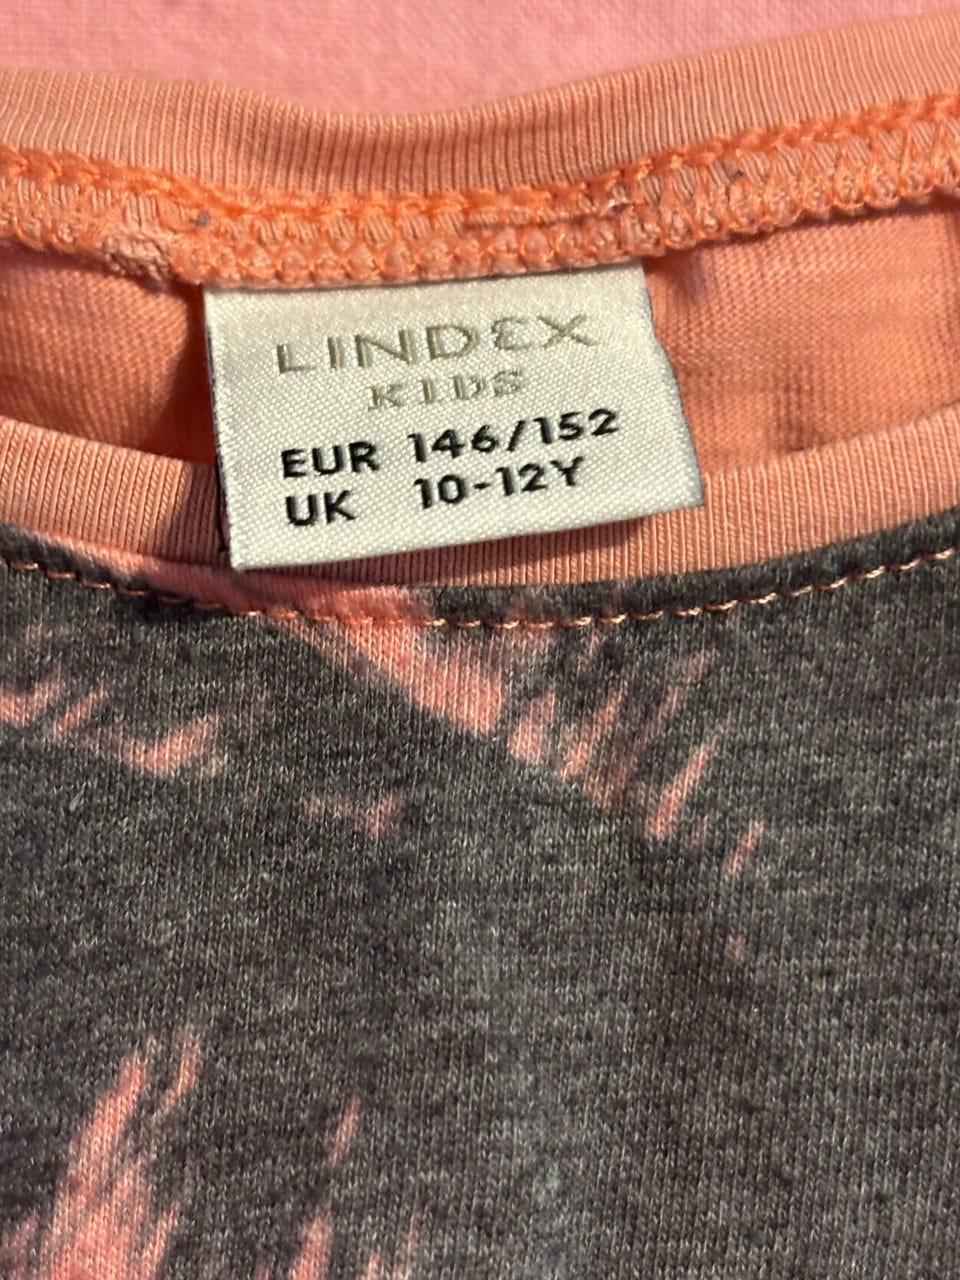 LINDEX
KIDS
EUR 146/152
UK 10-12Y